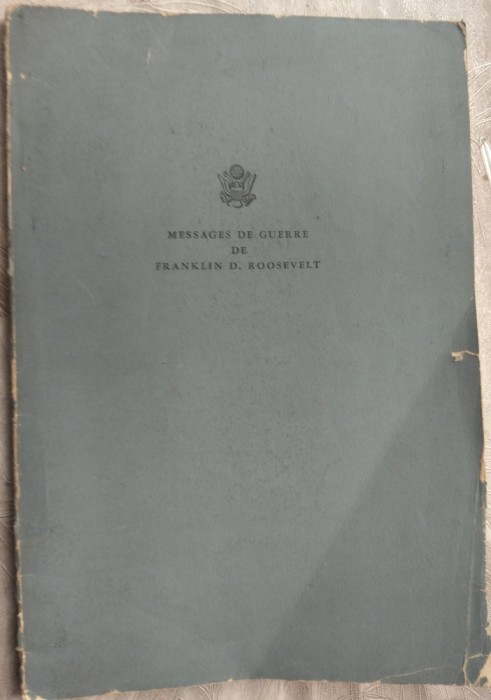 MESSAGES DE GUERRE
DE
FRANKLIN D. ROOSEVELT